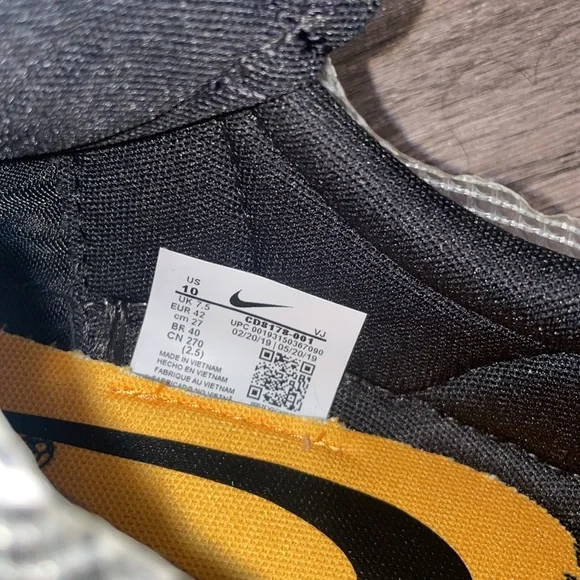 US
10
UK 7.5
EUR 42
cm 27
BR 40
CN 270
(2.5)
CD8178-001 VJ
UPC 00193150367090
02/20/19 05/20/19
MADE IN VIETNAM
HECHO EN VIETNAM
FABRIQUE AU VIETNAM